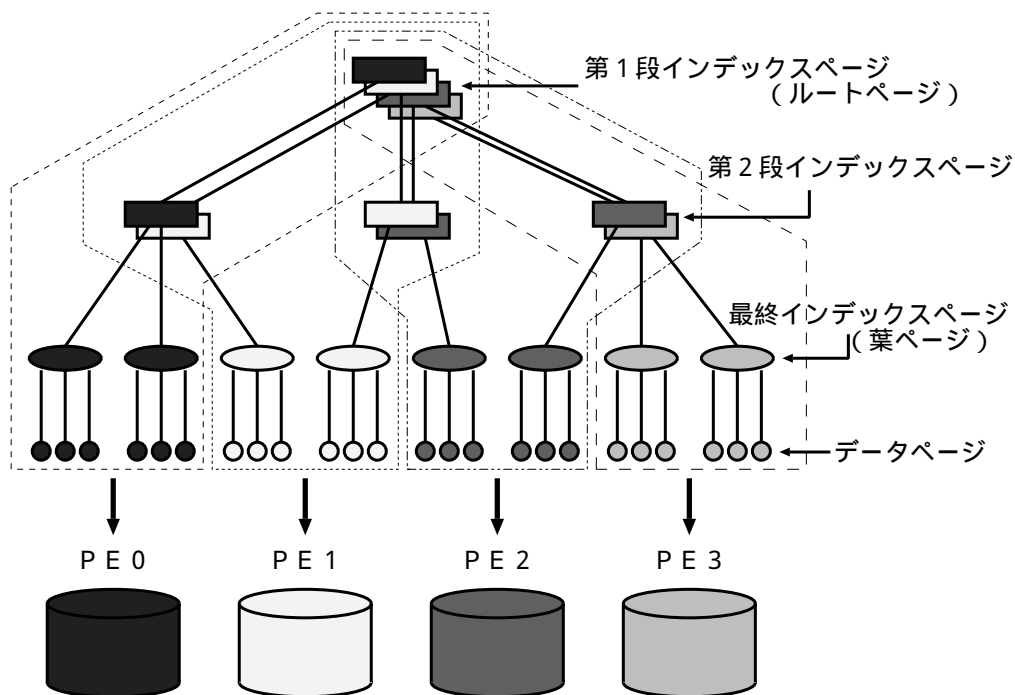 第１段インデックスページ
（ルートページ）
第２段インデックスページ
最終インデックスページ
（葉ページ）
データページ
ＰＥ０
ＰＥ１
ＰＥ２
ＰＥ３